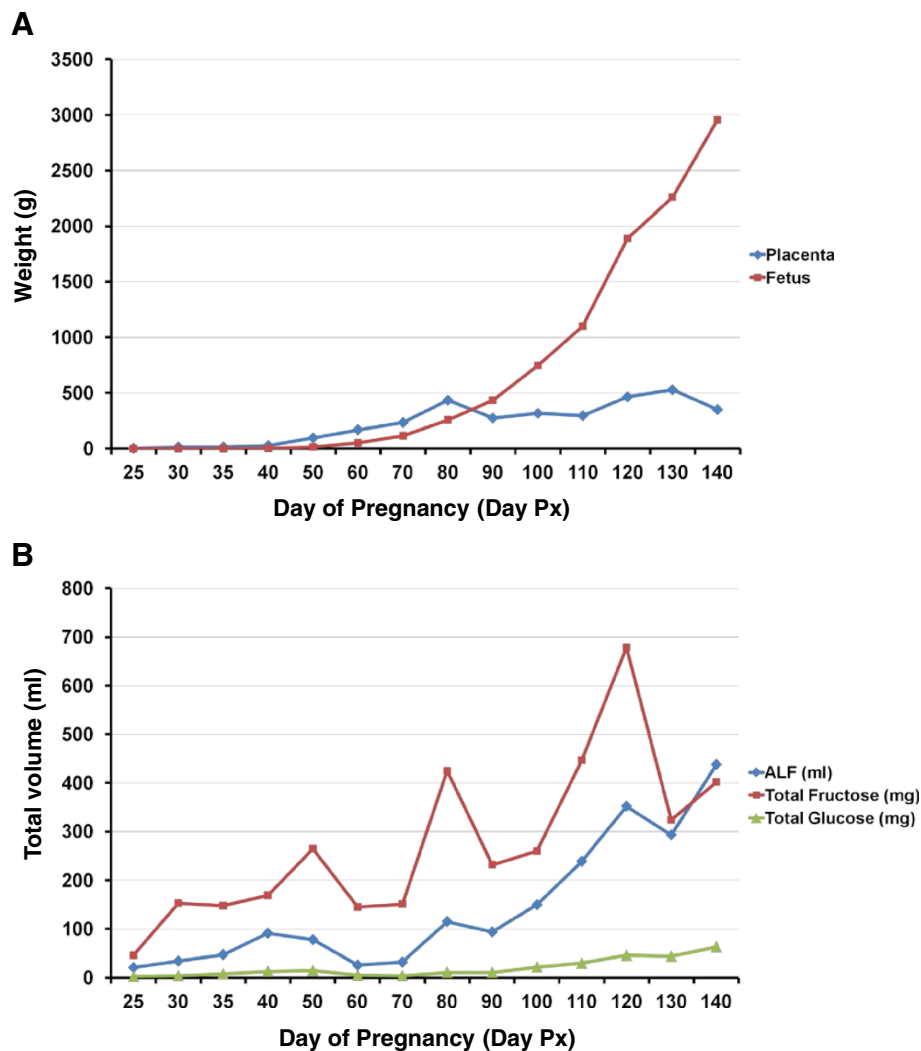 A
3500
3000
2500
2000
1500
1000
500
0
Weight (g)
25 30 35 40 50 60 70 80 90 100 110 120 130 140
Day of Pregnancy (Day Px)
Placenta
Fetus
B
800
700
600
500
400
300
200
100
0
Total volume (ml)
25 30 35 40 50 60 70 80 90 100 110 120 130 140
Day of Pregnancy (Day Px)
ALF (ml)
Total Fructose (mg)
Total Glucose (mg)